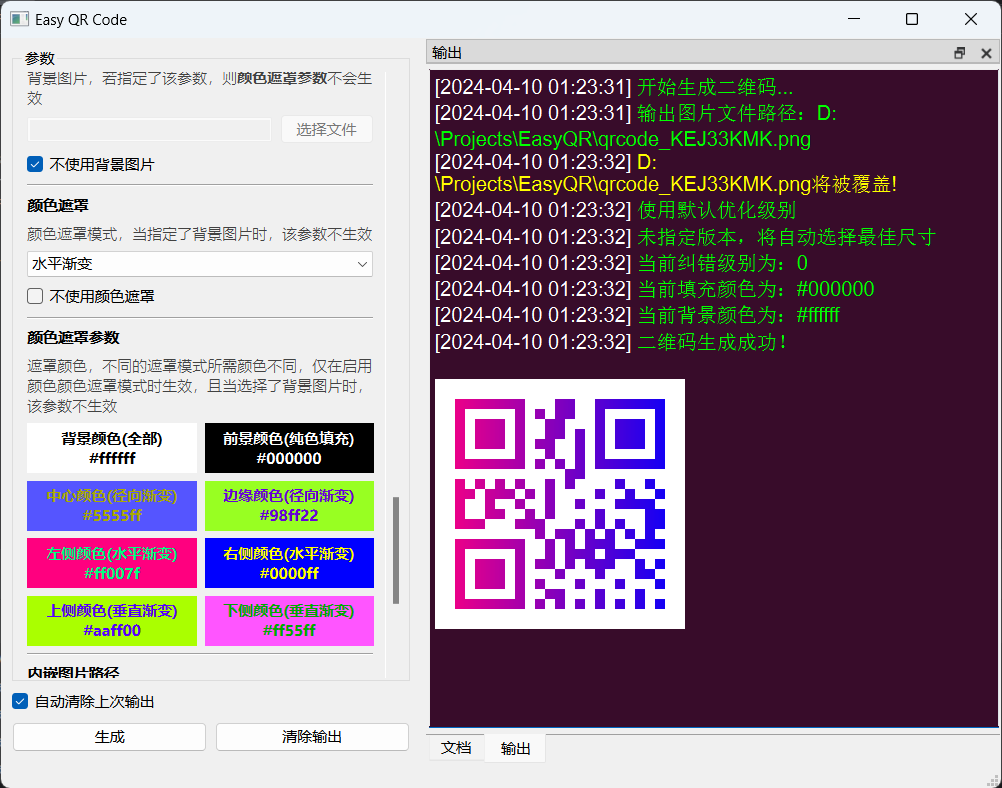 Easy QR Code
参数
背景图片，若指定了该参数，则颜色遮罩参数不会生
效
选择文件
不使用背景图片
颜色遮罩
颜色遮罩模式，当指定了背景图片时，该参数不生效
水平渐变
不使用颜色遮罩
颜色遮罩参数
遮罩颜色，不同的遮罩模式所需颜色不同，仅在启用
颜色颜色遮罩模式时生效，且当选择了背景图片时，
该参数不生效
背景颜色(全部)
#ffffff
前景颜色(纯色填充)
#000000
中心颜色(径向渐变)
#5555ff
边缘颜色(径向渐变)
#98ff22
左侧颜色(水平渐变)
#ff007f
右侧颜色(水平渐变)
#0000ff
上侧颜色(垂直渐变)
#aaff00
下侧颜色(垂直渐变)
#ff55ff
内嵌图片路径
自动清除上次输出
生成
清除输出
输出
[2024-04-10 01:23:31] 开始生成二维码...
[2024-04-10 01:23:31] 输出图片文件路径：D:
\Projects\EasyQR\qrcode_KEJ33KMK.png
[2024-04-10 01:23:32] D:
\Projects\EasyQR\qrcode_KEJ33KMK.png将被覆盖!
[2024-04-10 01:23:32] 使用默认优化级别
[2024-04-10 01:23:32] 未指定版本，将自动选择最佳尺寸
[2024-04-10 01:23:32] 当前纠错级别为：0
[2024-04-10 01:23:32] 当前填充颜色为：#000000
[2024-04-10 01:23:32] 当前背景颜色为：#ffffff
[2024-04-10 01:23:32] 二维码生成成功！
文档
输出